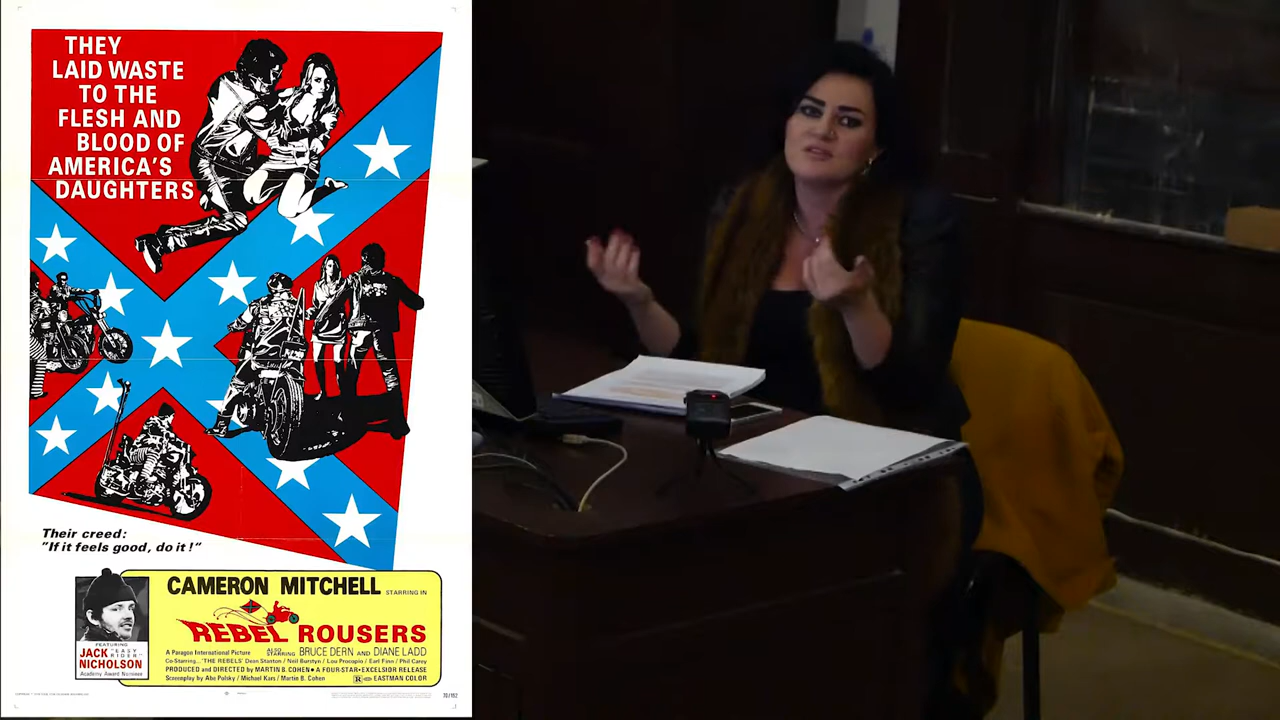 THEY
LAID WASTE
TO THE
FLESH AND
BLOOD OF
AMERICA'S
DAUGHTERS
Their creed:
"If it feels good, do it!"
CAMERON MITCHELL STARRING IN
REBEL ROUSERS
FEATURING
JACK "EASY RIDER"
NICHOLSON
Academy Award Nominee
A Paragon International Picture ALSO STARRING BRUCE DERN AND DIANE LADD
Co-Starring... 'THE REBELS' Dean Stanton / Neil Burstyn / Lou Procopio / Earl Finn / Phil Carey
PRODUCED and DIRECTED by MARTIN B. COHEN • A FOUR-STAR-EXCELSIOR RELEASE
Screenplay by Abe Polsky / Michael Kars / Martin B. Cohen R EASTMAN COLOR
70/152